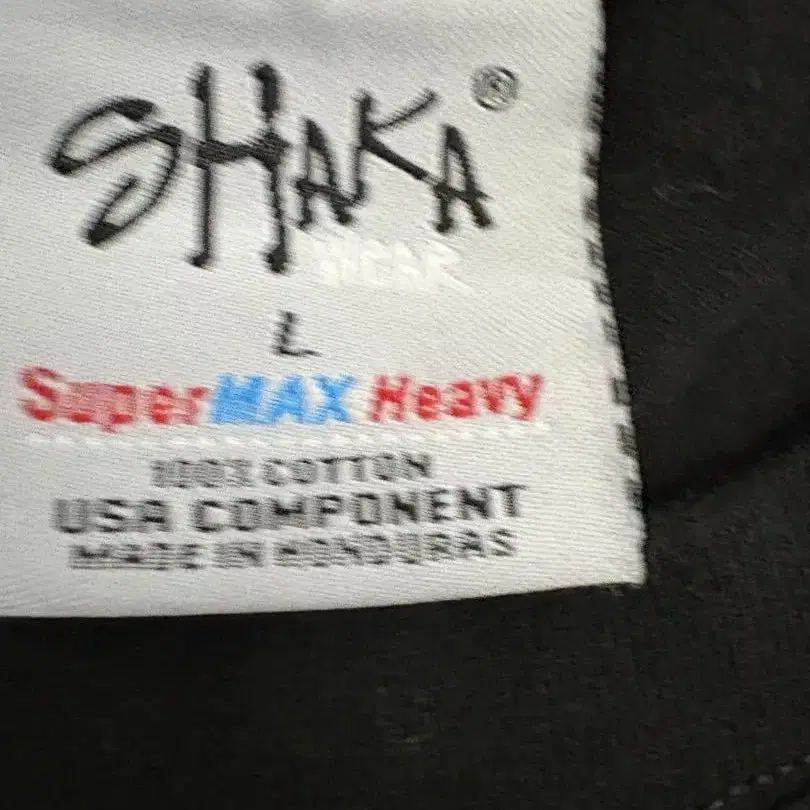 SHAKA®
WEAR
L
SuperMAX Heavy
100% COTTON
USA COMPONENT
MADE IN HONDURAS